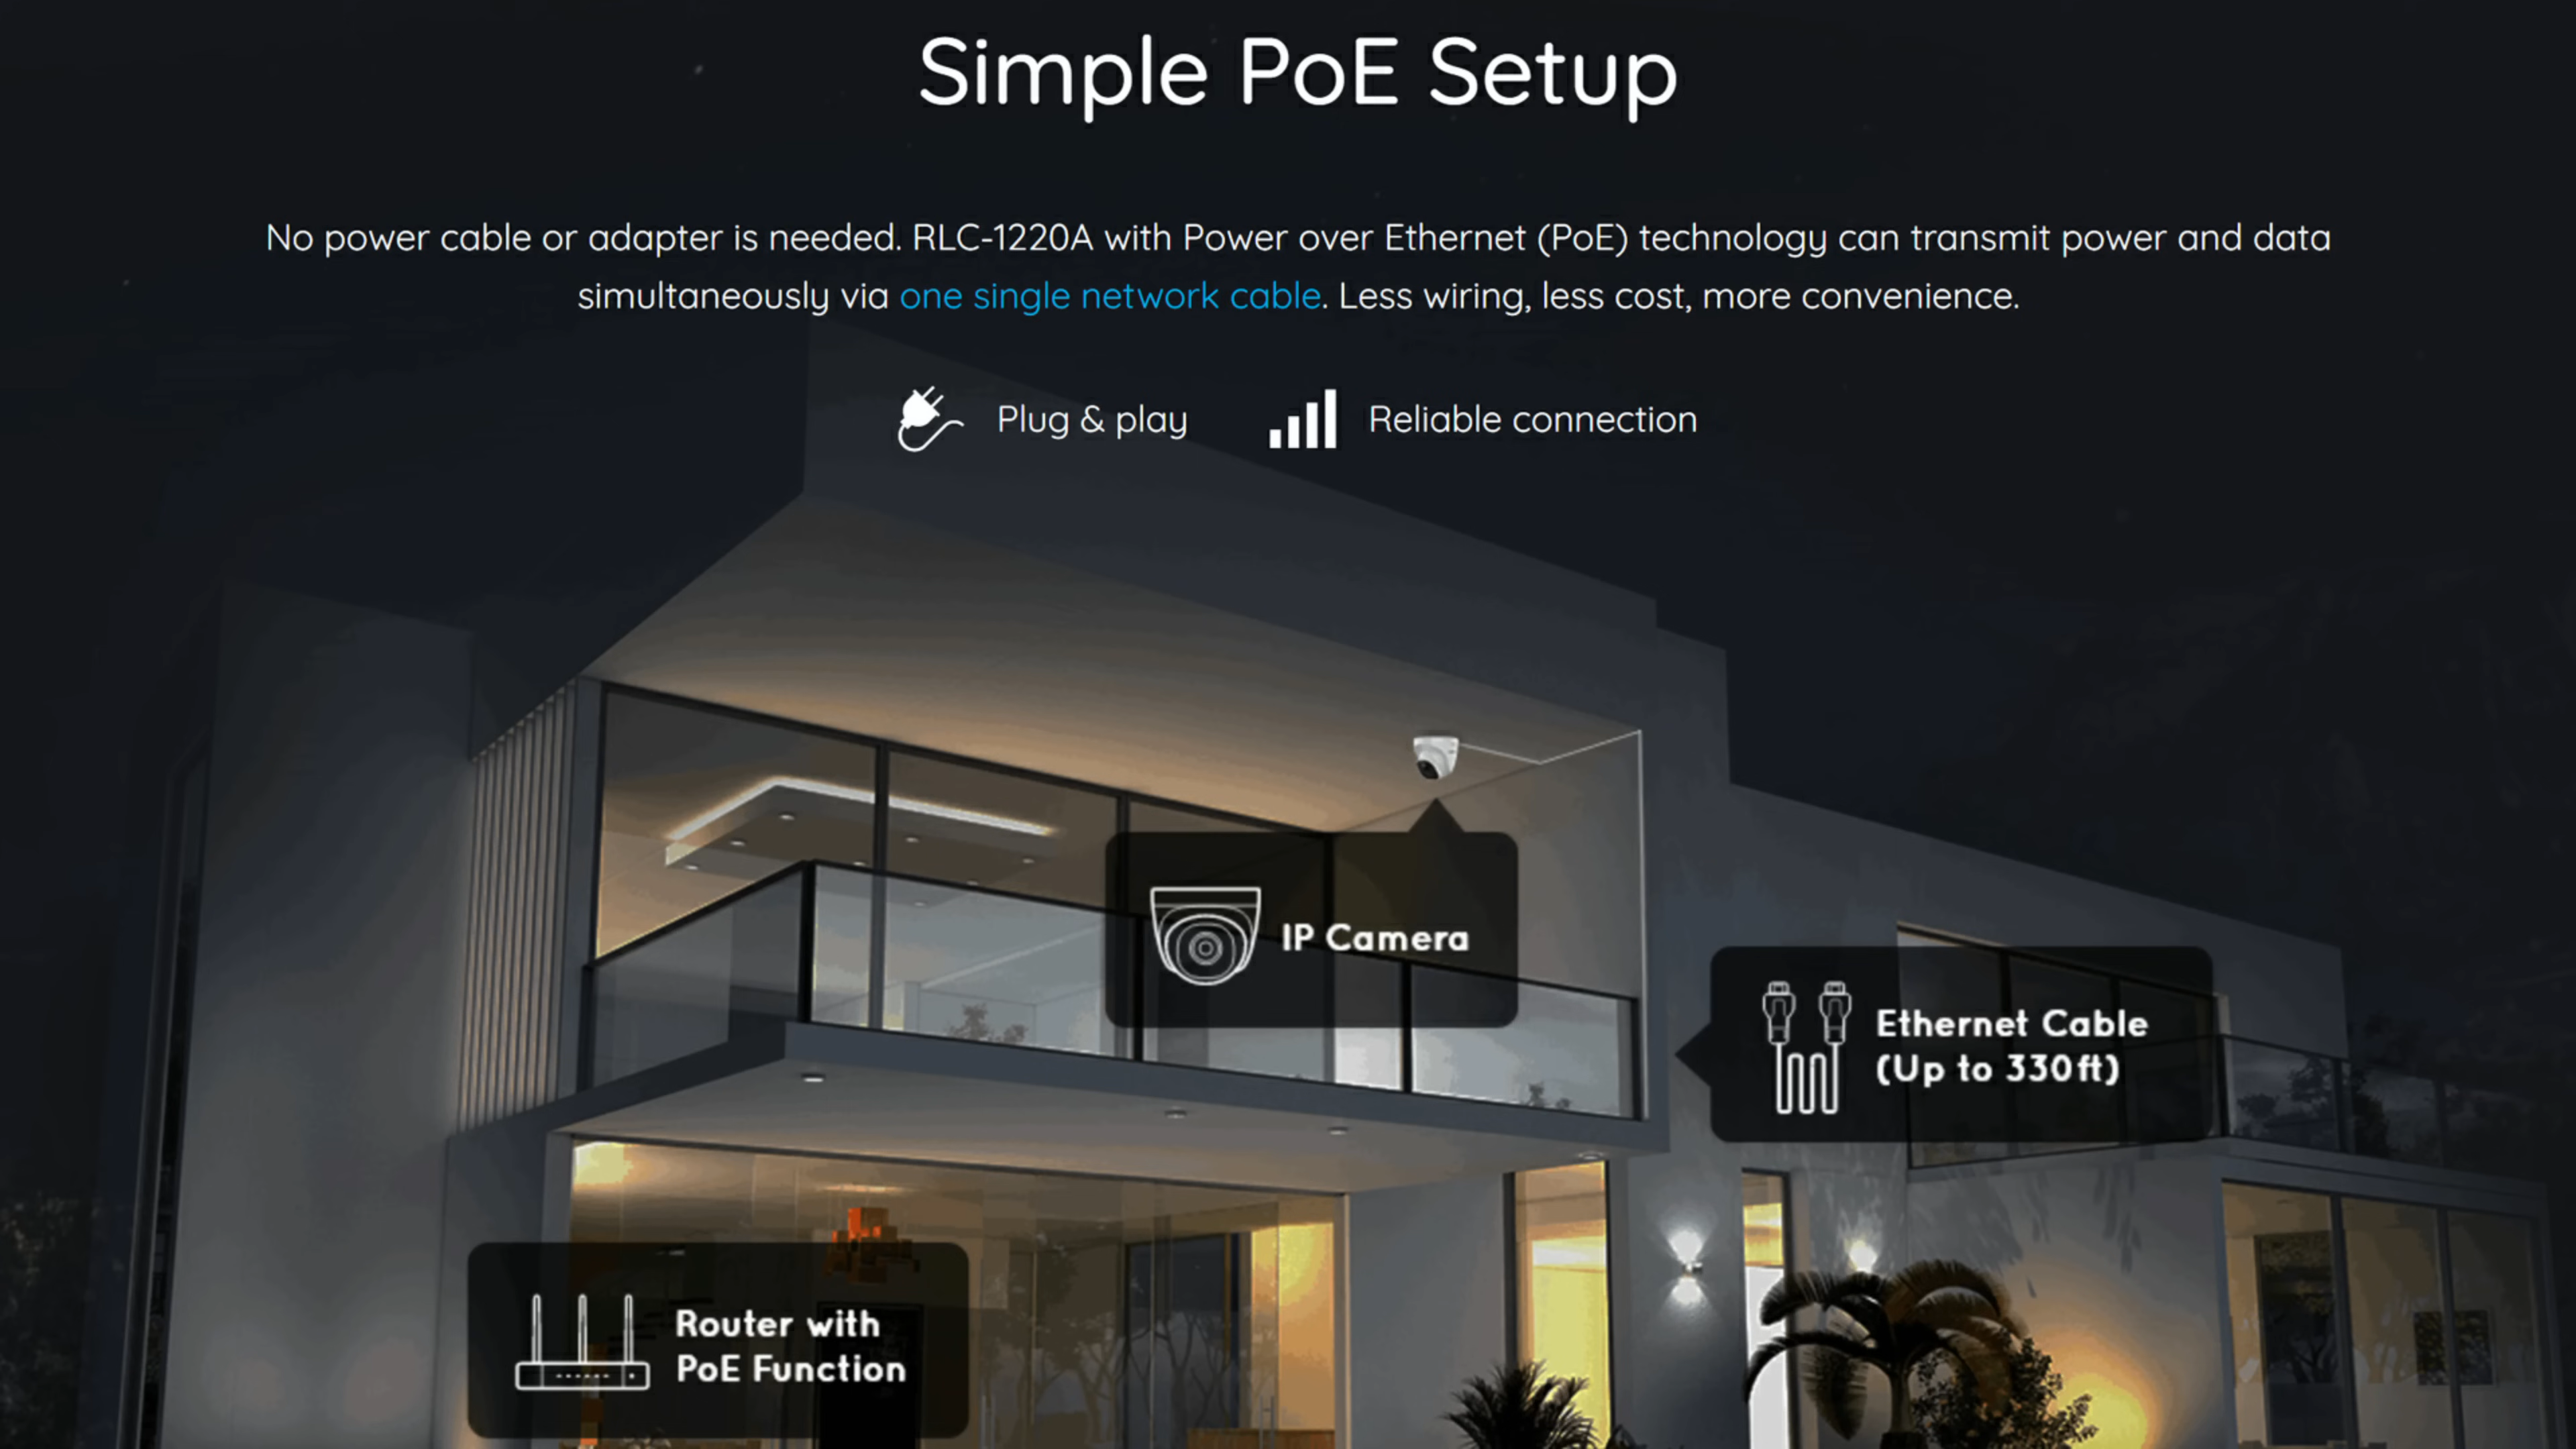 Simple PoE Setup
No power cable or adapter is needed. RLC-1220A with Power over Ethernet (PoE) technology can transmit power and data
simultaneously via one single network cable. Less wiring, less cost, more convenience.
Plug & play
Reliable connection
IP Camera
Ethernet Cable
(Up to 330ft)
Router with
PoE Function